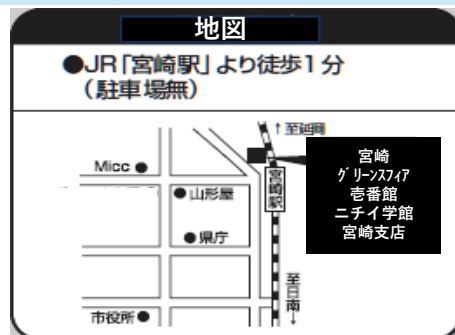 地図
●JR「宮崎駅」より徒歩1分
（駐車場無）
↑至延岡
Micc●
宮崎
グリーンスフィア
壱番館
ニチイ学館
宮崎支店
宮崎駅
●山形屋
●県庁
至日南↓
市役所●